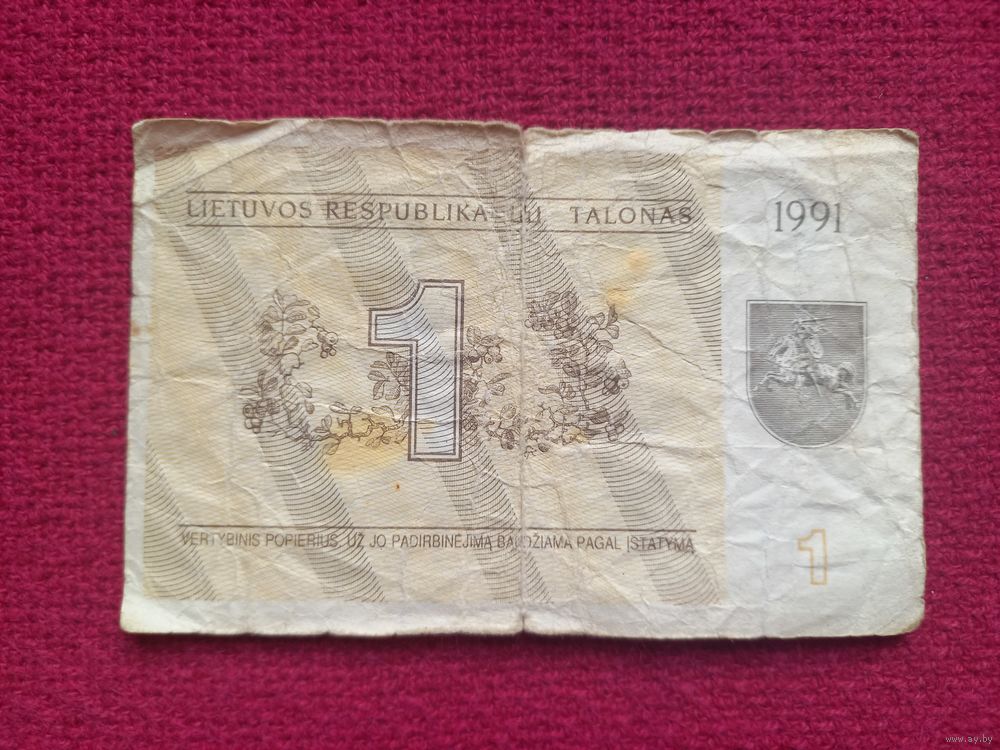 LIETUVOS RESPUBLIKA TALONAS
1991
1
VERTYBINIS POPIERIUS. UŽ JO PADIRBINĖJIMĄ BAUDŽIAMA PAGAL ĮSTATYMĄ
1
www.ay.by